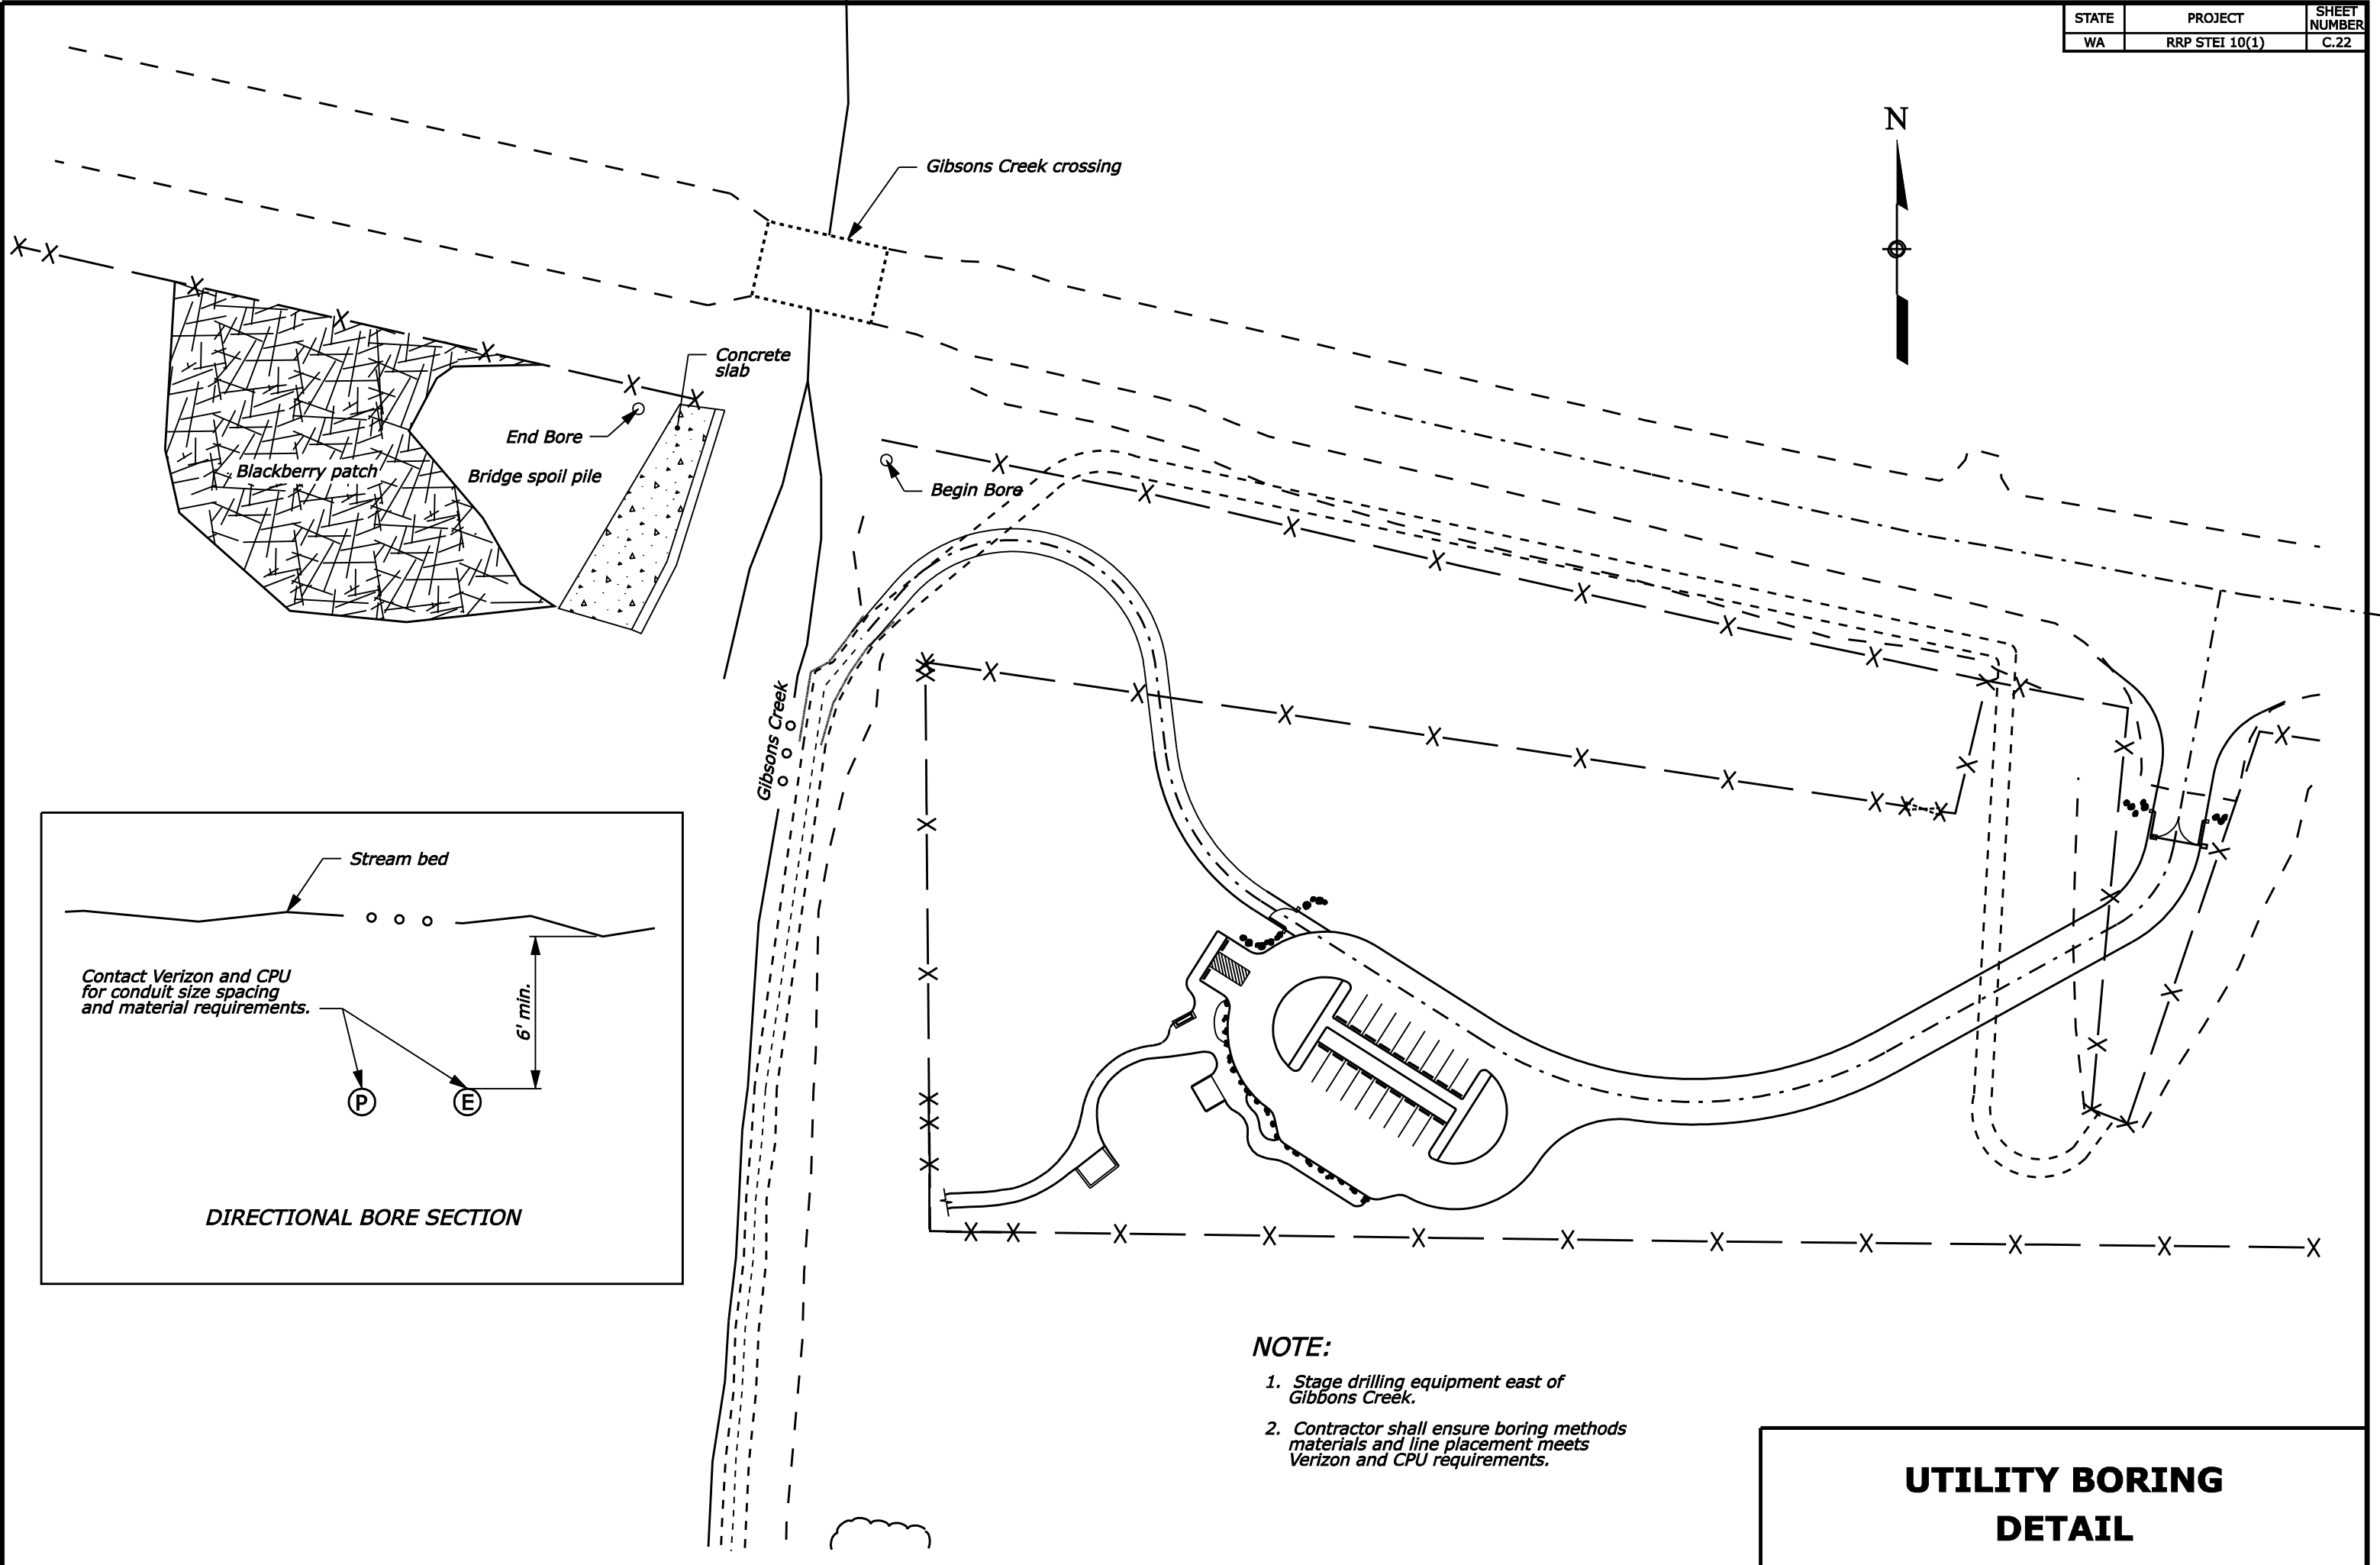 STATE PROJECT SHEET
NUMBER
WA RRP STEI 10(1) C.22
N
Gibsons Creek crossing
Concrete
slab
End Bore
Bridge spoil pile
Blackberry patch
Begin Bore
Gibsons Creek
Stream bed
Contact Verizon and CPU
for conduit size spacing
and material requirements.
6' min.
P E
DIRECTIONAL BORE SECTION
NOTE:
1. Stage drilling equipment east of
Gibbons Creek.
2. Contractor shall ensure boring methods
materials and line placement meets
Verizon and CPU requirements.
UTILITY BORING
DETAIL